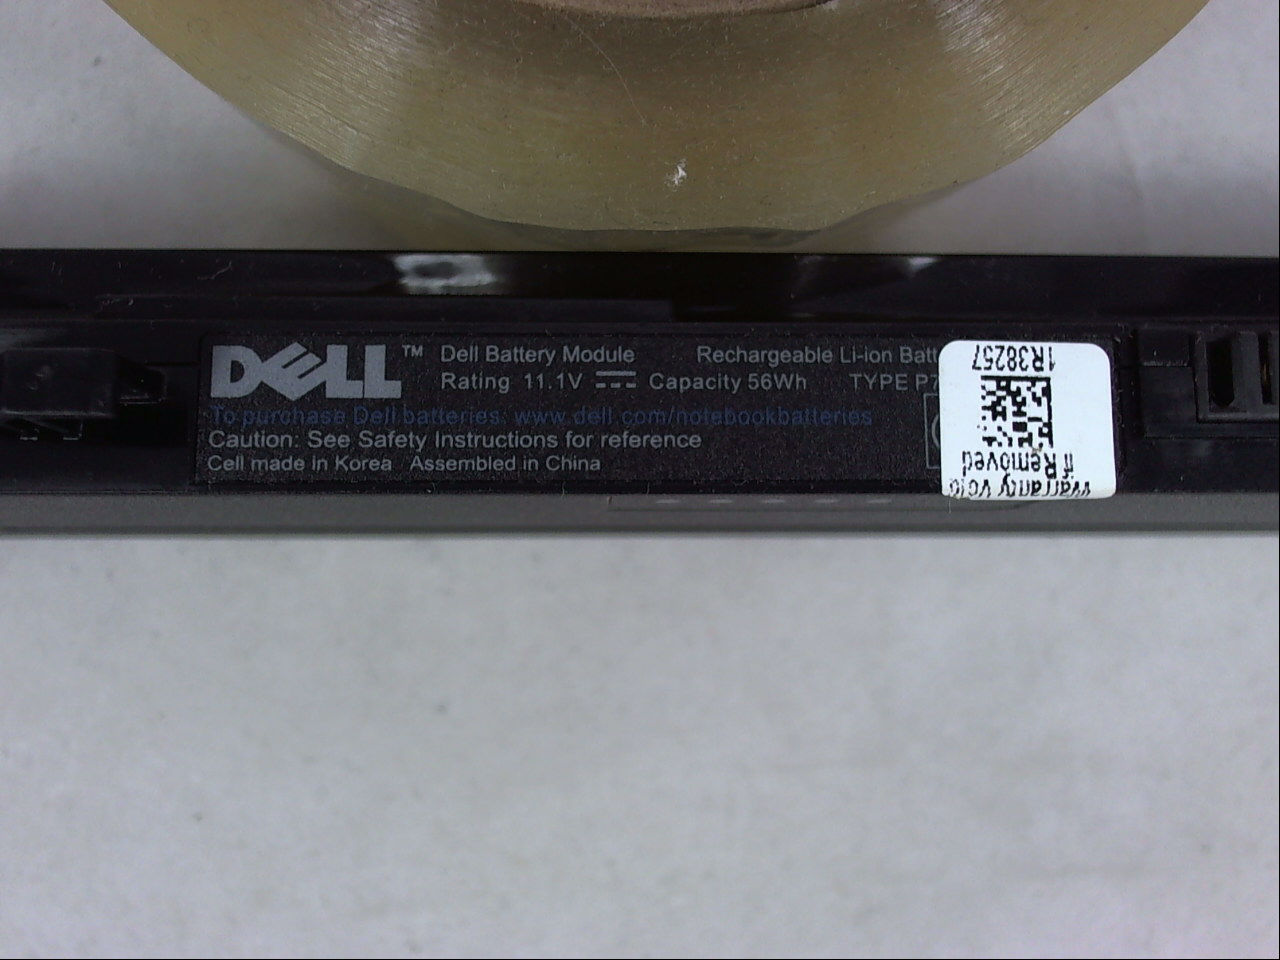 DELL™ Dell Battery Module Rechargeable Li-ion Batt
Rating 11.1V Capacity 56Wh TYPE P7
To purchase Dell batteries: www.dell.com/notebookbatteries
Caution: See Safety Instructions for reference
Cell made in Korea Assembled in China
Warranty void
if Removed
1R38257